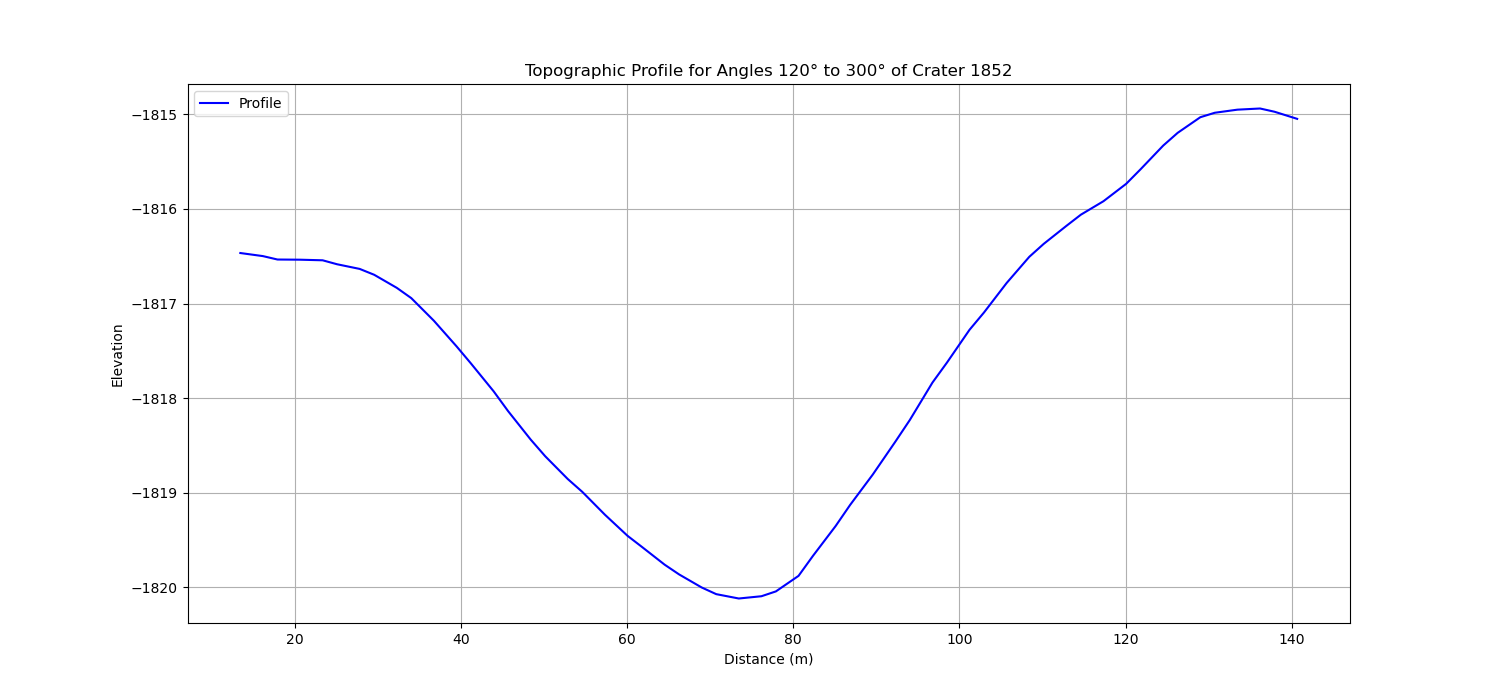 Topographic Profile for Angles 120° to 300° of Crater 1852
Profile
−1815
−1816
−1817
−1818
−1819
−1820
Elevation
20 40 60 80 100 120 140
Distance (m)